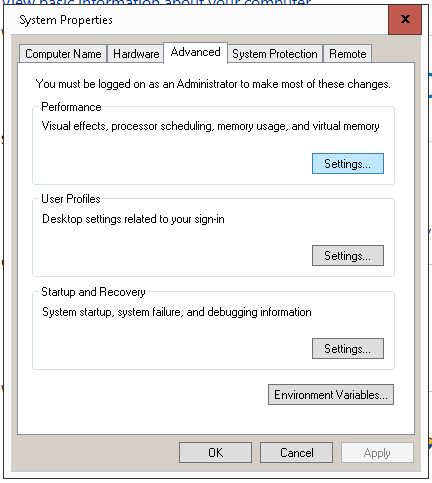 view basic information about your computer
System Properties
x
Computer Name
Hardware
Advanced
System Protection
Remote
You must be logged on as an Administrator to make most of these changes.
Performance
Visual effects, processor scheduling, memory usage, and virtual memory
Settings...
User Profiles
Desktop settings related to your sign-in
Settings...
Startup and Recovery
System startup, system failure, and debugging information
Settings...
Environment Variables...
OK
Cancel
Apply